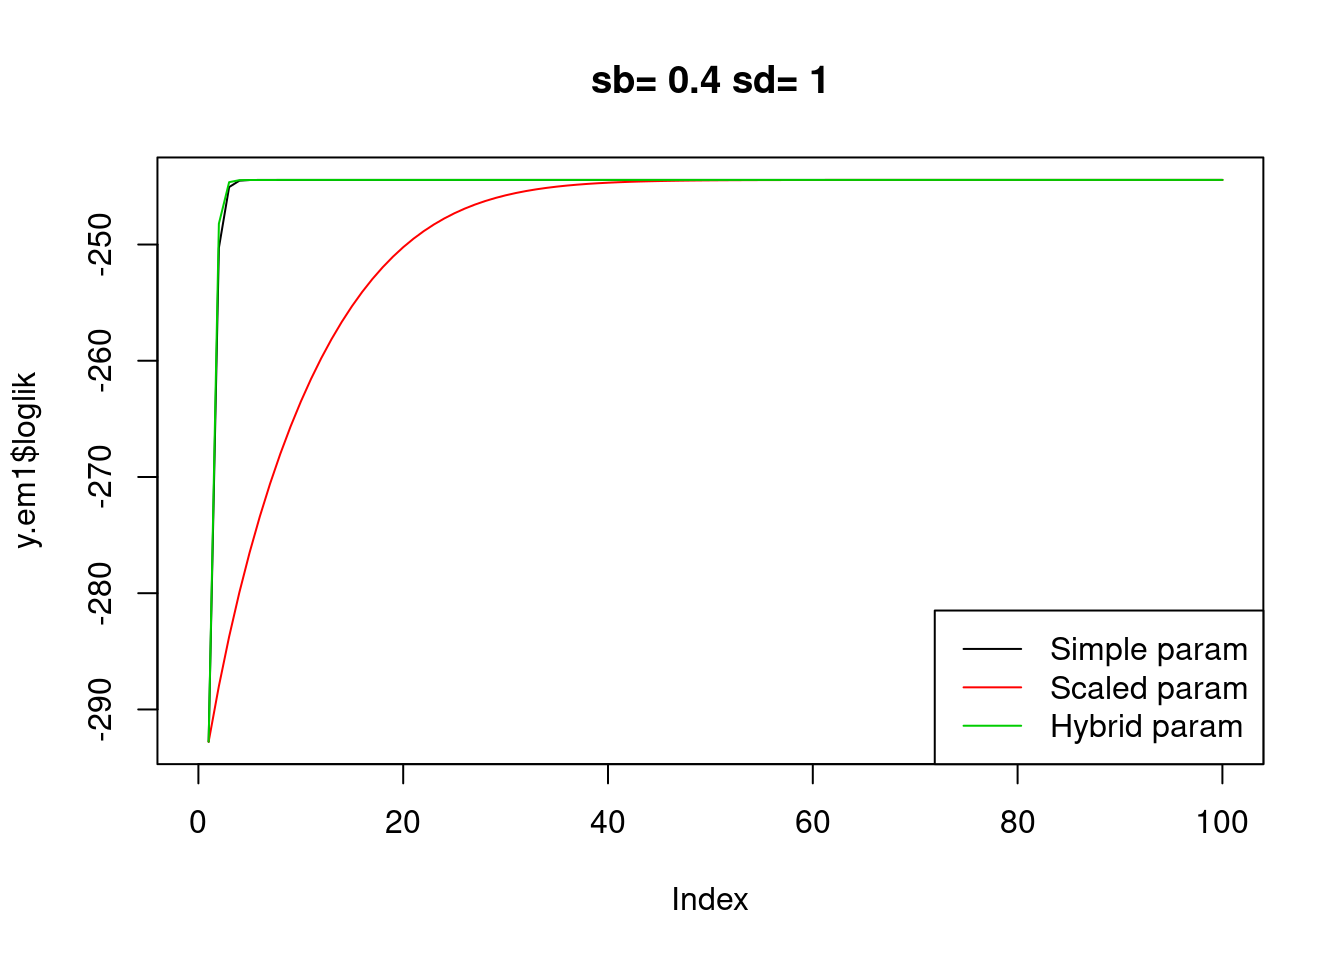 sb= 0.4 sd= 1
y.em1$loglik
-250
-260
-270
-280
-290
0 20 40 60 80 100
Index
Simple param
Scaled param
Hybrid param